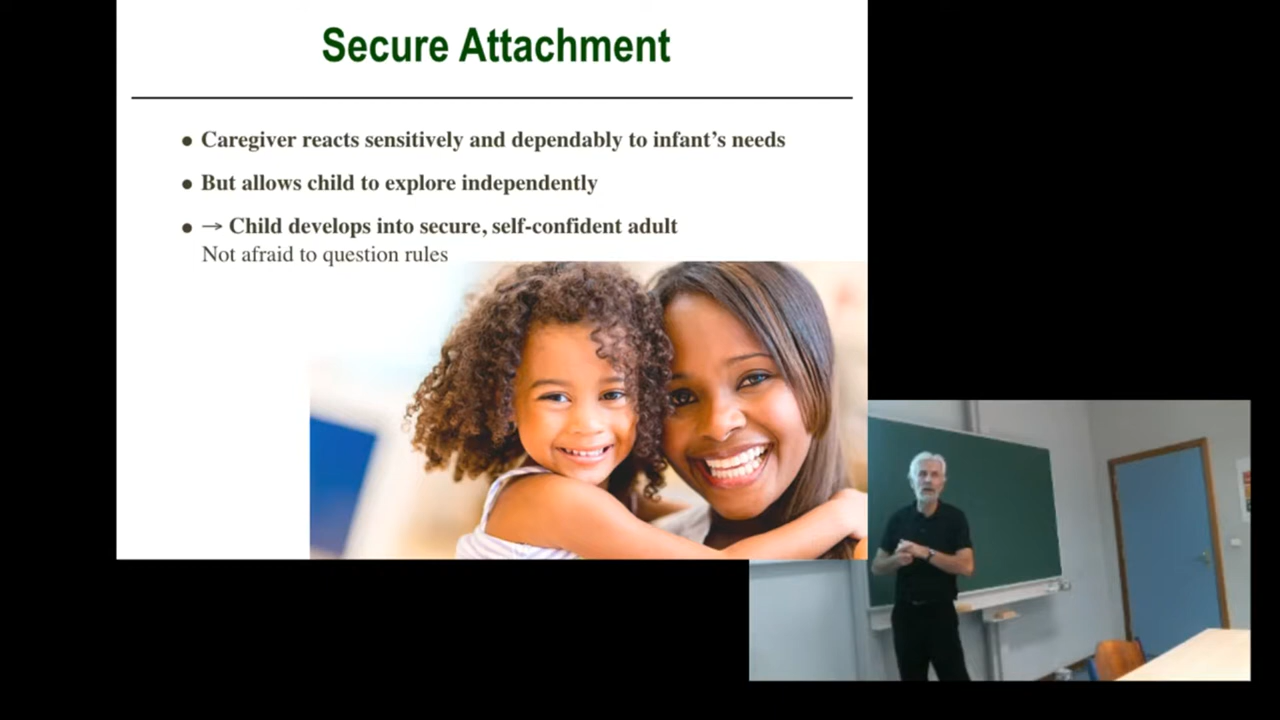 Secure Attachment
● Caregiver reacts sensitively and dependably to infant’s needs
● But allows child to explore independently
● → Child develops into secure, self-confident adult
Not afraid to question rules